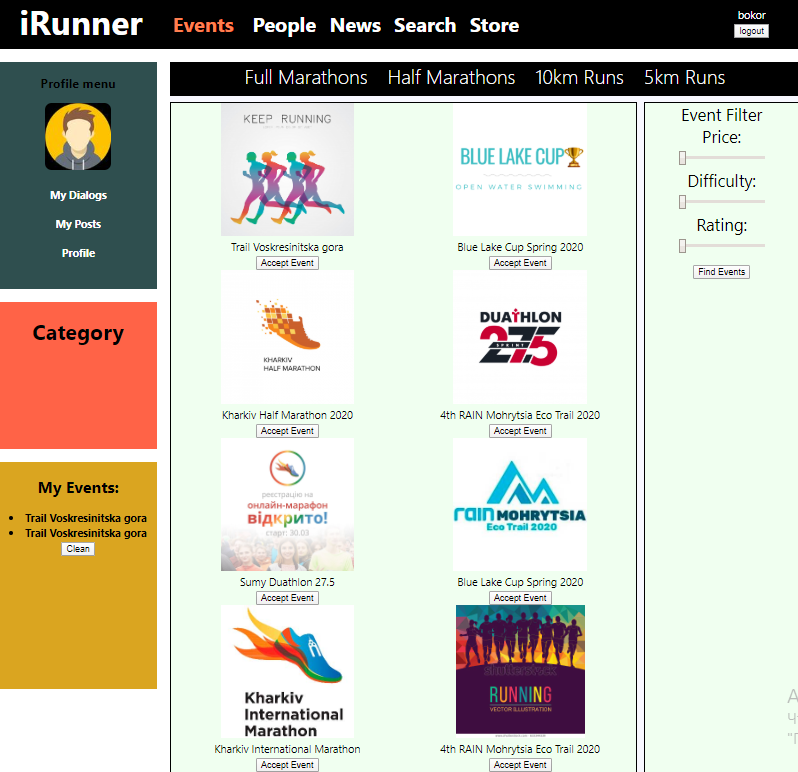 iRunner
Events People News Search Store
bokor
logout
Profile menu
My Dialogs
My Posts
Profile
Category
My Events:
Trail Voskresinitska gora
Trail Voskresinitska gora
Clean
Full Marathons Half Marathons 10km Runs 5km Runs
KEEP RUNNING
Trail Voskresinitska gora
Accept Event
BLUE LAKE CUP
OPEN WATER SWIMMING
Blue Lake Cup Spring 2020
Accept Event
KHARKIV
HALF MARATHON
Kharkiv Half Marathon 2020
Accept Event
DUATHLON
27.5
SPRINT
4th RAIN Mohrytsia Eco Trail 2020
Accept Event
реєстрацію на
онлайн-марафон
відкрито!
старт: 30.03
Sumy Duathlon 27.5
Accept Event
rain MOHRYTSIA
Eco Trail 2020
Blue Lake Cup Spring 2020
Accept Event
Kharkiv
International
Marathon
Kharkiv International Marathon
Accept Event
shutterstock
RUNNING
VECTOR ILLUSTRATION
4th RAIN Mohrytsia Eco Trail 2020
Accept Event
Event Filter
Price:
Difficulty:
Rating:
Find Events